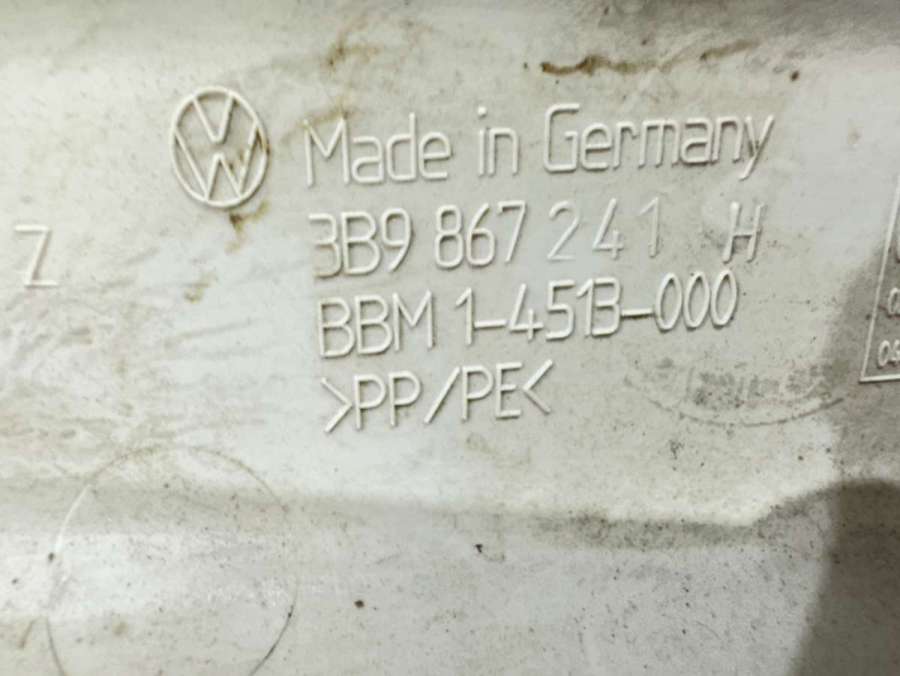 Made in Germany
3B9 867 241 H
BBM 1-4513-000
>PP/PE<
Z